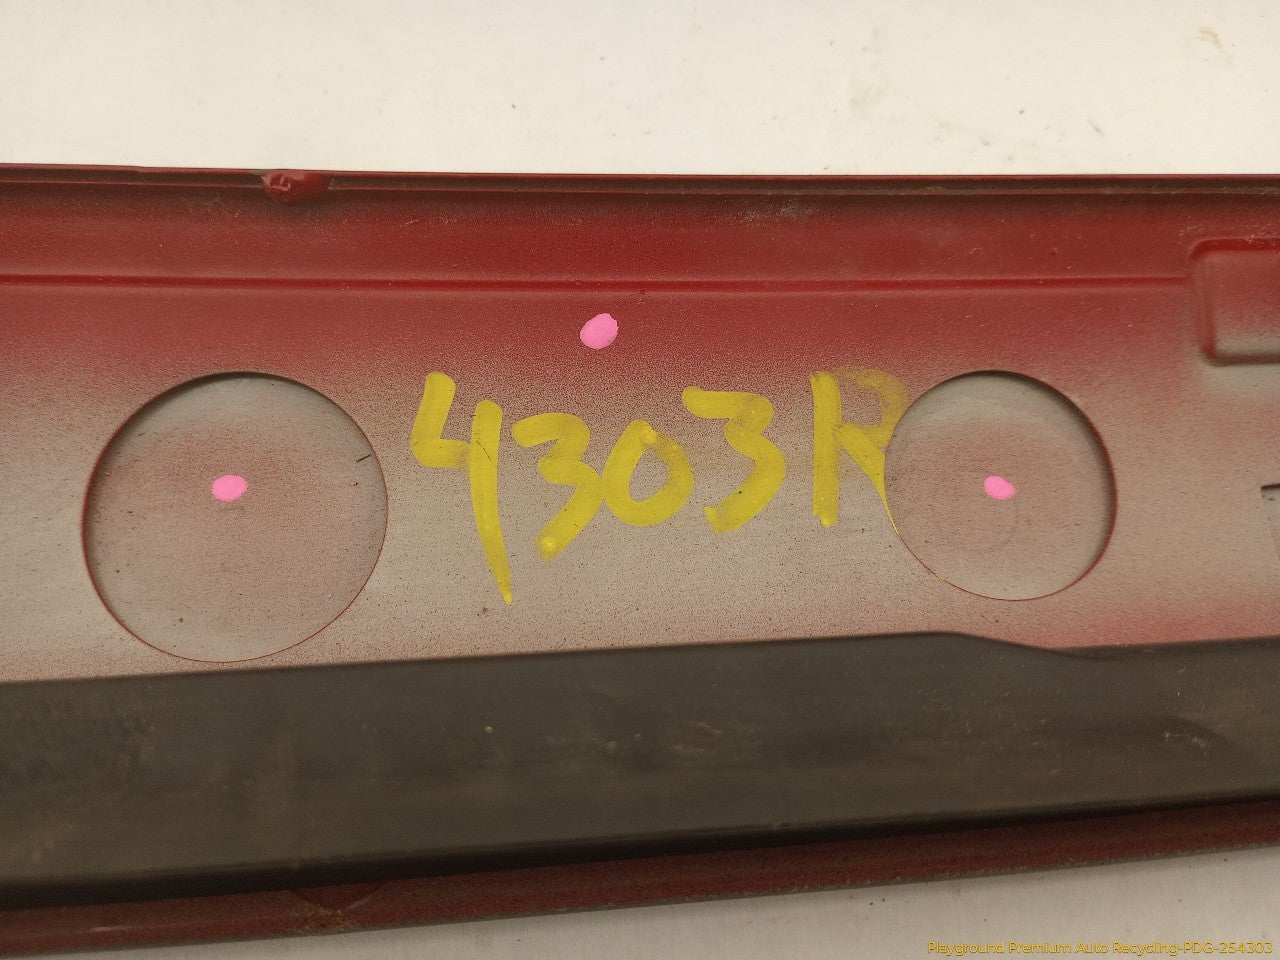 4303R
Playground Premium Auto Recycling-PDG-254303